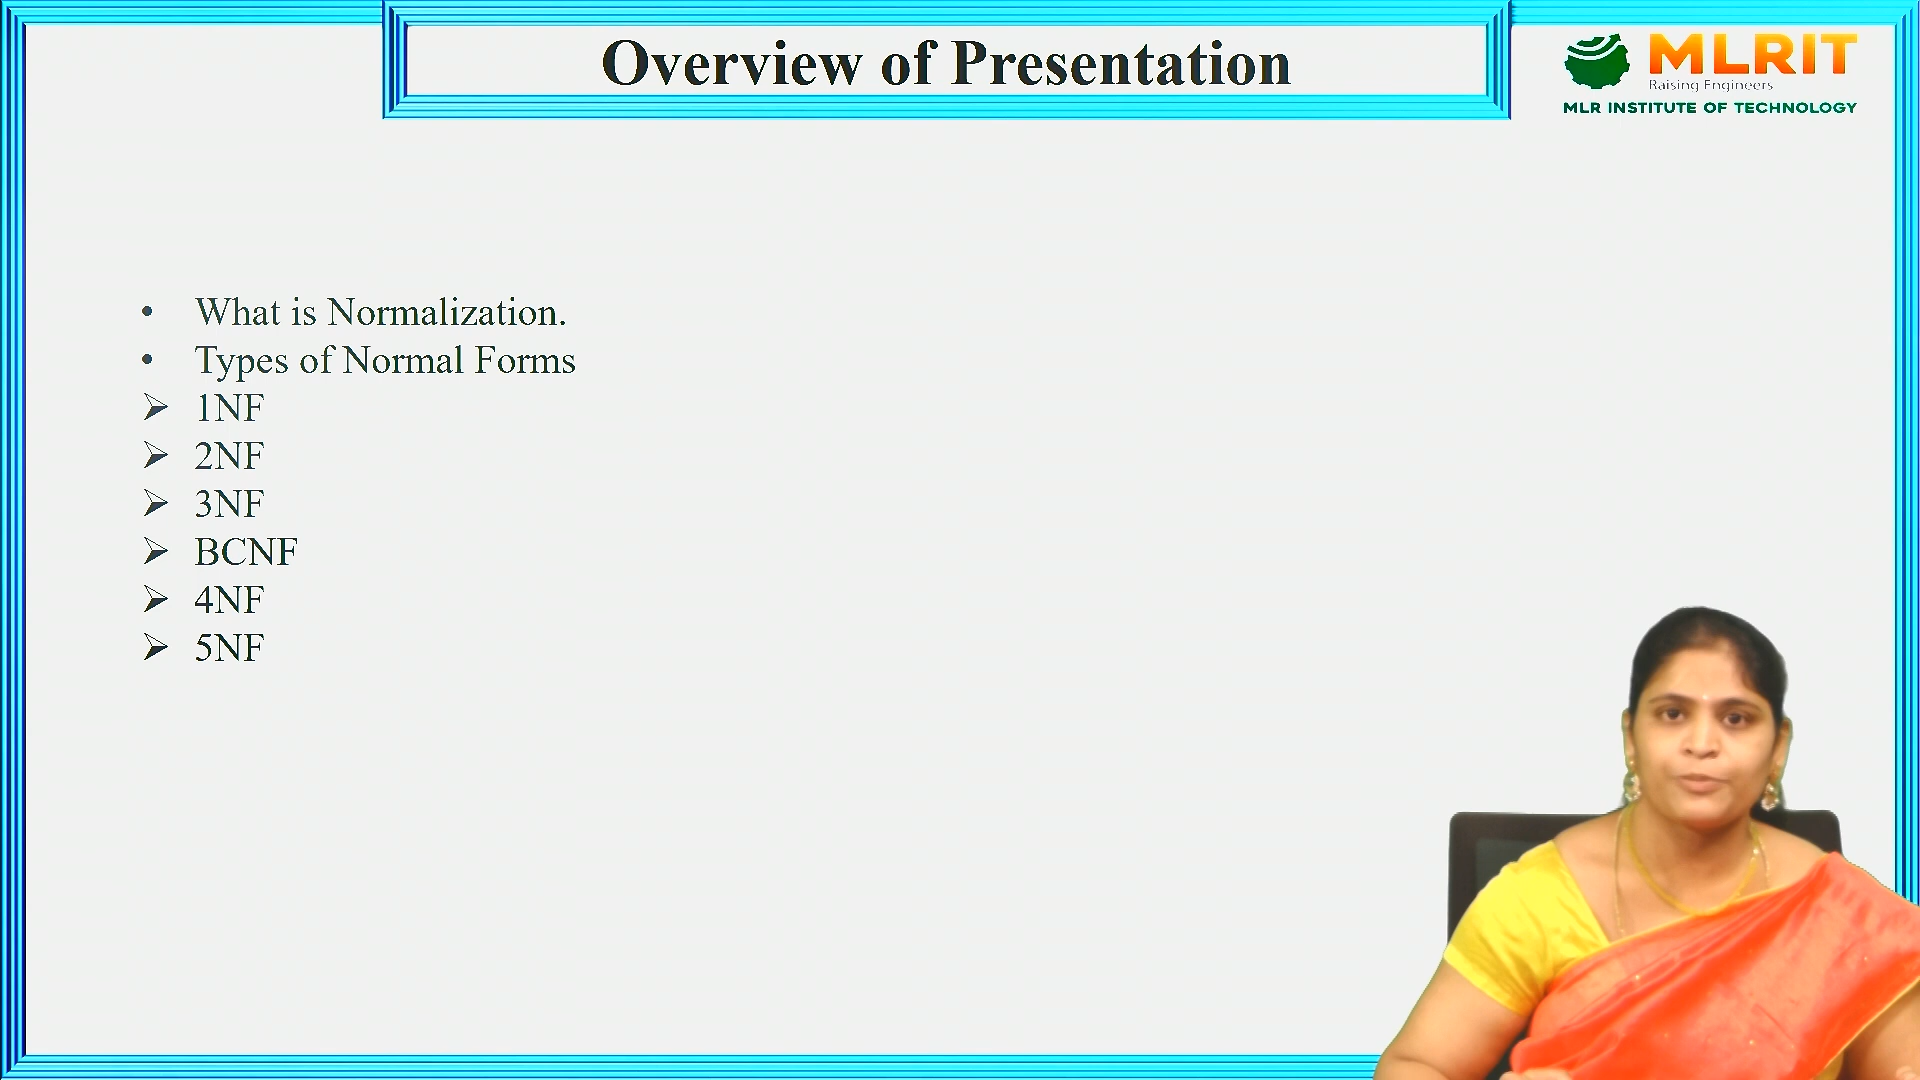 Overview of Presentation
MLRIT
Raising Engineers
MLR INSTITUTE OF TECHNOLOGY
• What is Normalization.
• Types of Normal Forms
➢ 1NF
➢ 2NF
➢ 3NF
➢ BCNF
➢ 4NF
➢ 5NF